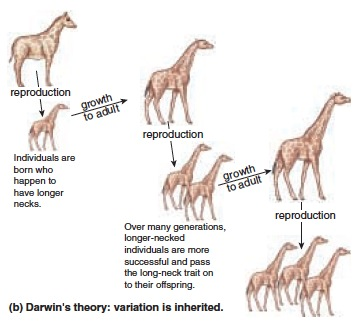 reproduction
growth
to adult
Individuals are
born who
happen to
have longer
necks.
reproduction
growth
to adult
Over many generations,
longer-necked
individuals are more
successful and pass
the long-neck trait on
to their offspring.
reproduction
(b) Darwin's theory: variation is inherited.